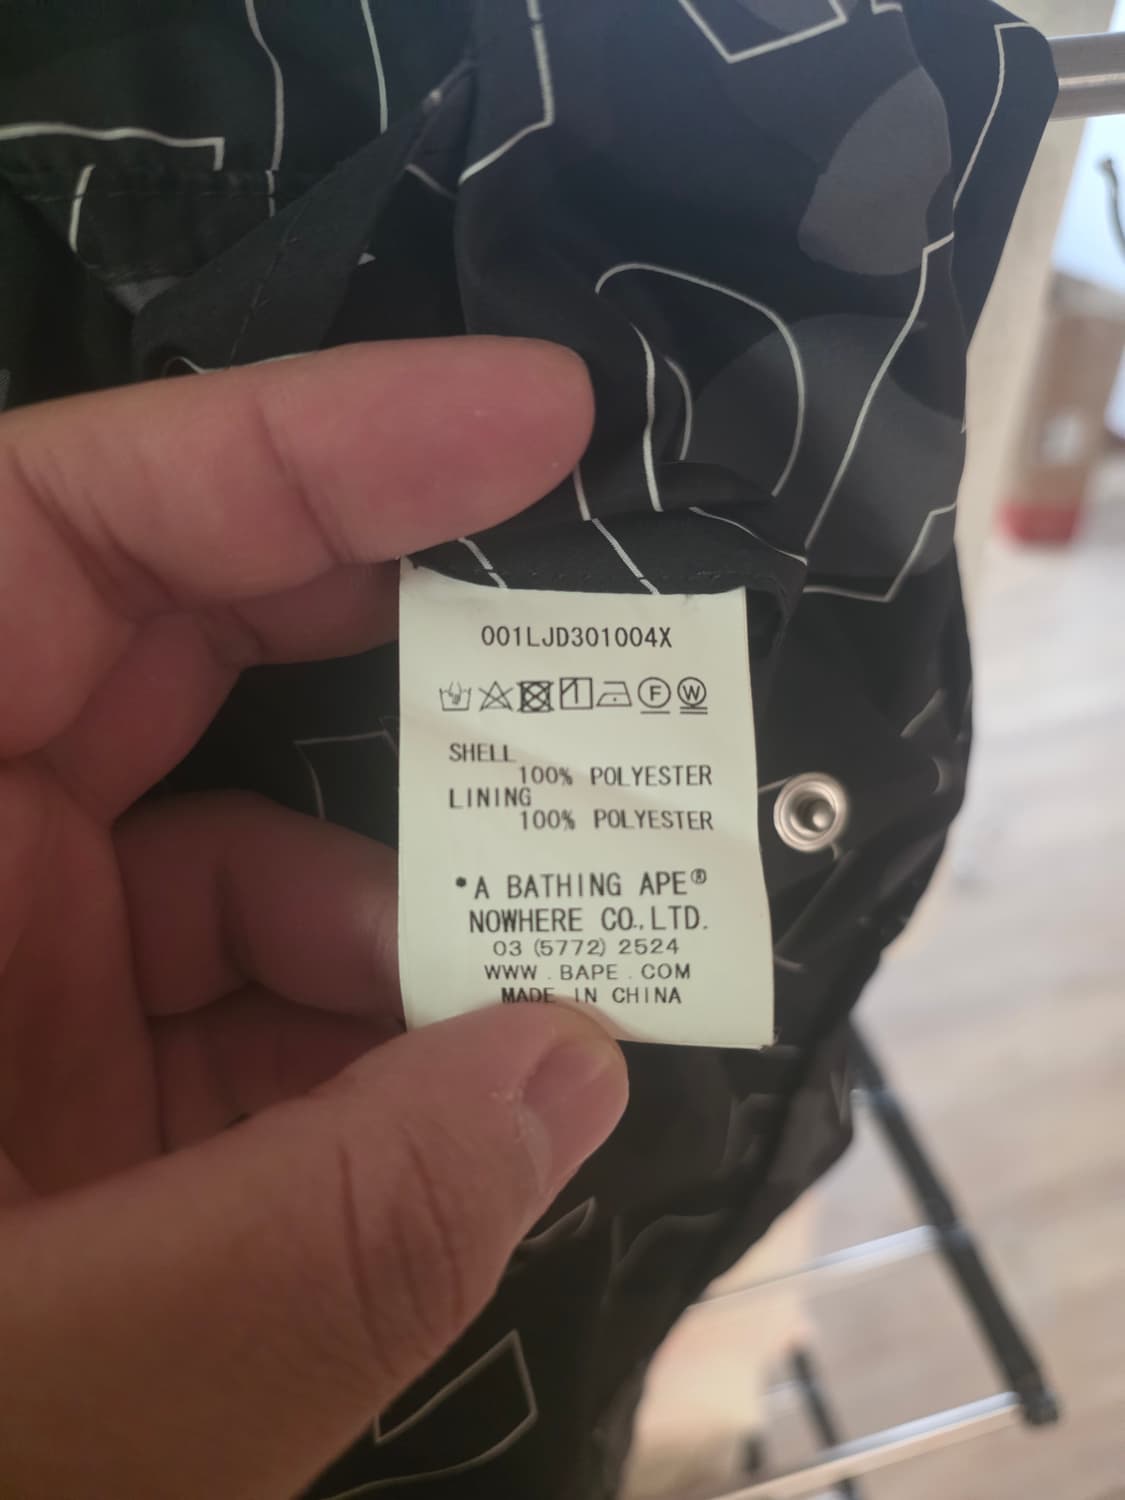 001LJD301004X
F W
SHELL
100% POLYESTER
LINING
100% POLYESTER
*A BATHING APE®
NOWHERE CO.,LTD.
03 (5772) 2524
WWW.BAPE.COM
MADE IN CHINA